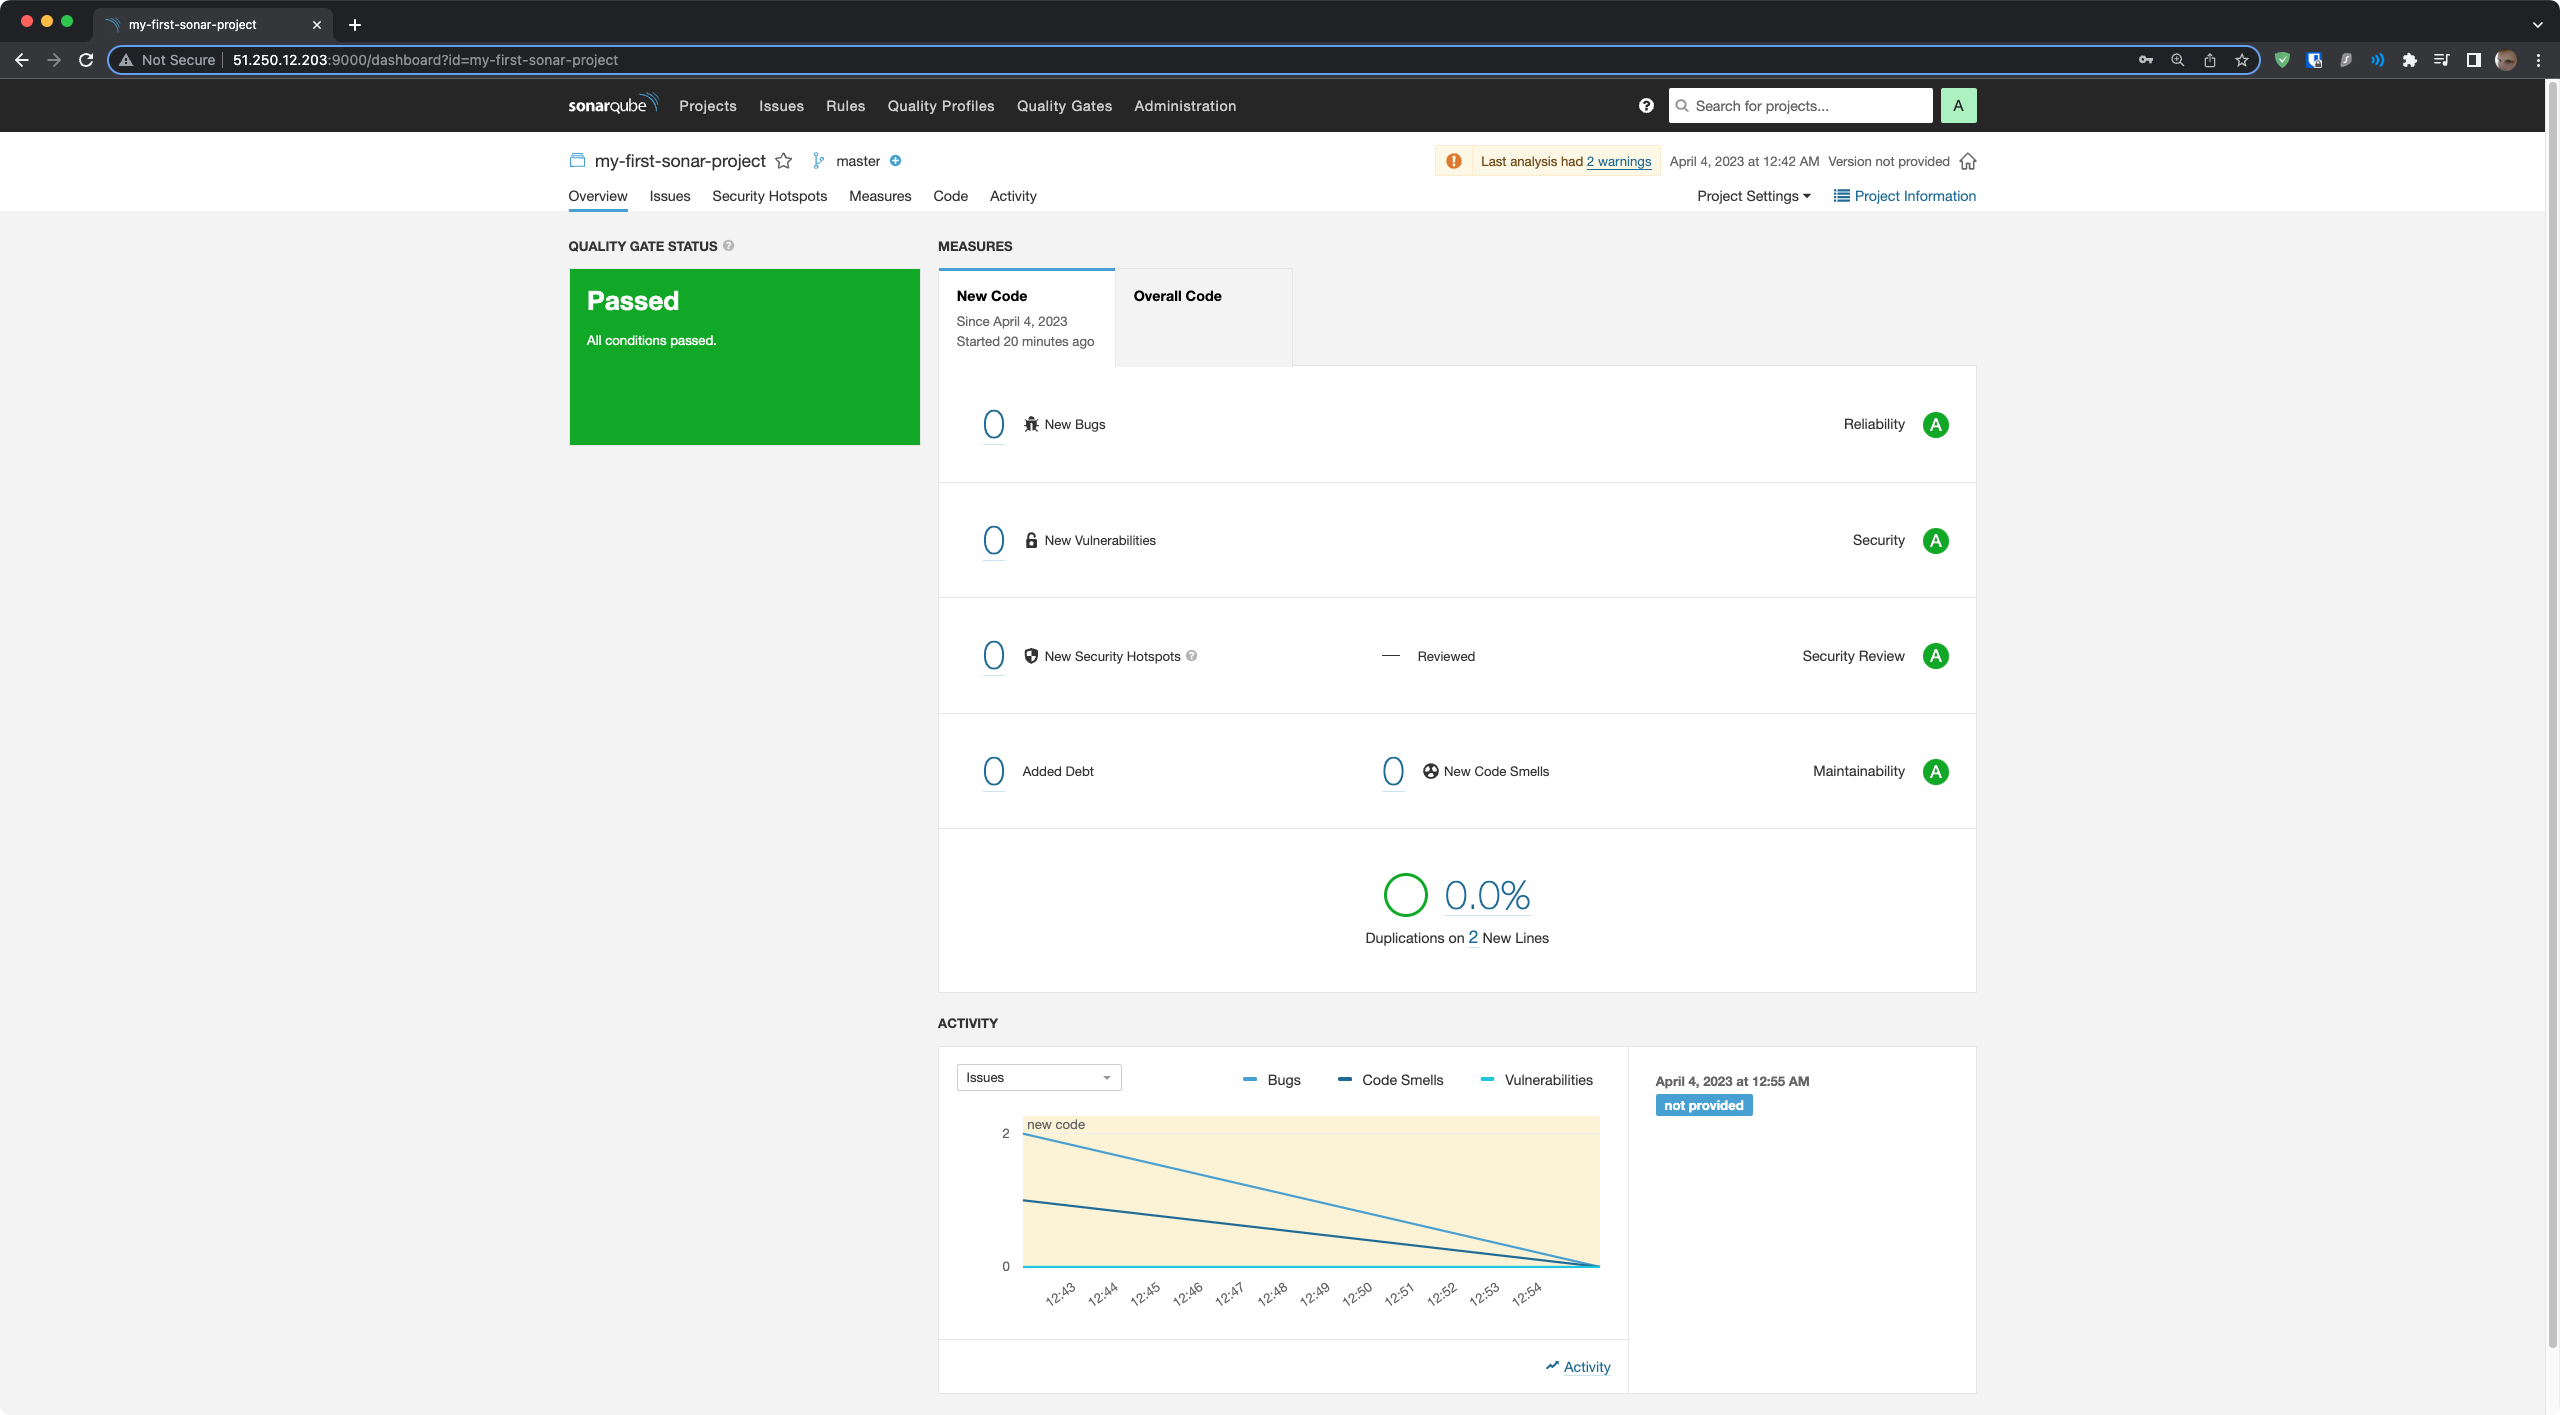 my-first-sonar-project
Not Secure 51.250.12.203:9000/dashboard?id=my-first-sonar-project
sonarqube Projects Issues Rules Quality Profiles Quality Gates Administration Search for projects... A
my-first-sonar-project master Last analysis had 2 warnings April 4, 2023 at 12:42 AM Version not provided
Overview Issues Security Hotspots Measures Code Activity Project Settings Project Information
QUALITY GATE STATUS
Passed
All conditions passed.
MEASURES
New Code
Since April 4, 2023
Started 20 minutes ago
Overall Code
0 New Bugs Reliability A
0 New Vulnerabilities Security A
0 New Security Hotspots — Reviewed Security Review A
0 Added Debt 0 New Code Smells Maintainability A
0.0%
Duplications on 2 New Lines
ACTIVITY
Issues Bugs Code Smells Vulnerabilities
new code
2
0
12:43 12:44 12:45 12:46 12:47 12:48 12:49 12:50 12:51 12:52 12:53 12:54
Activity
April 4, 2023 at 12:55 AM
not provided